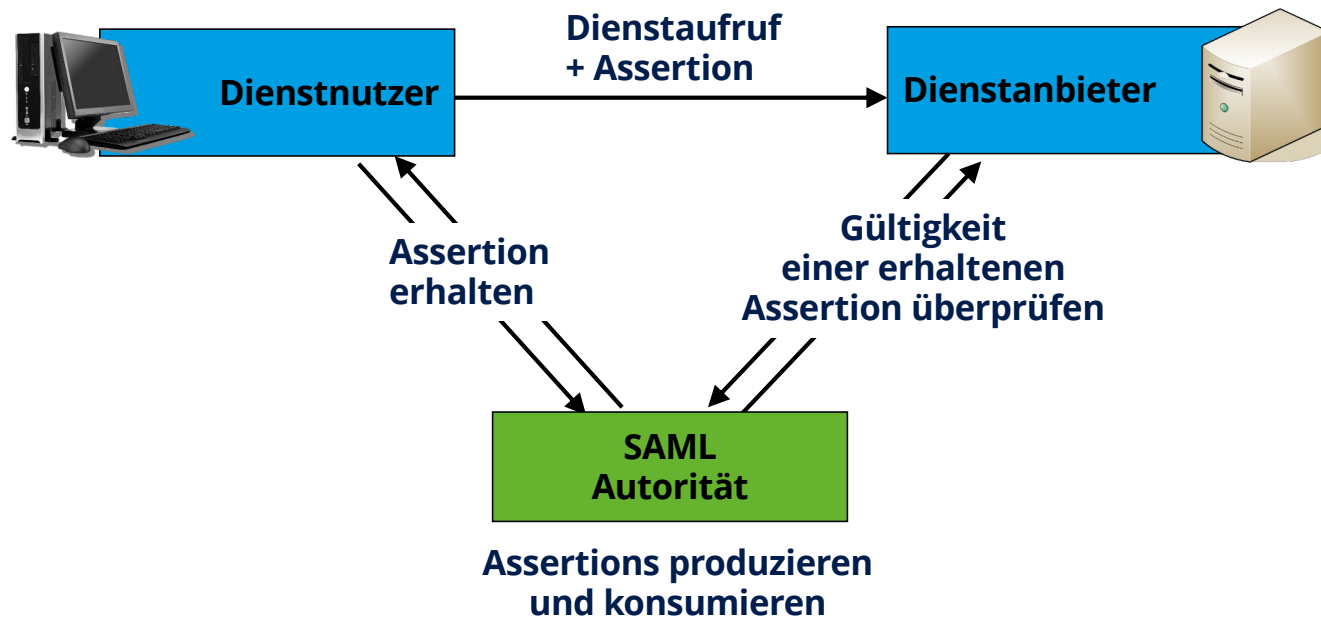 Dienstaufruf
+ Assertion
Dienstnutzer
Dienstanbieter
Assertion
erhalten
Gültigkeit
einer erhaltenen
Assertion überprüfen
SAML
Autorität
Assertions produzieren
und konsumieren